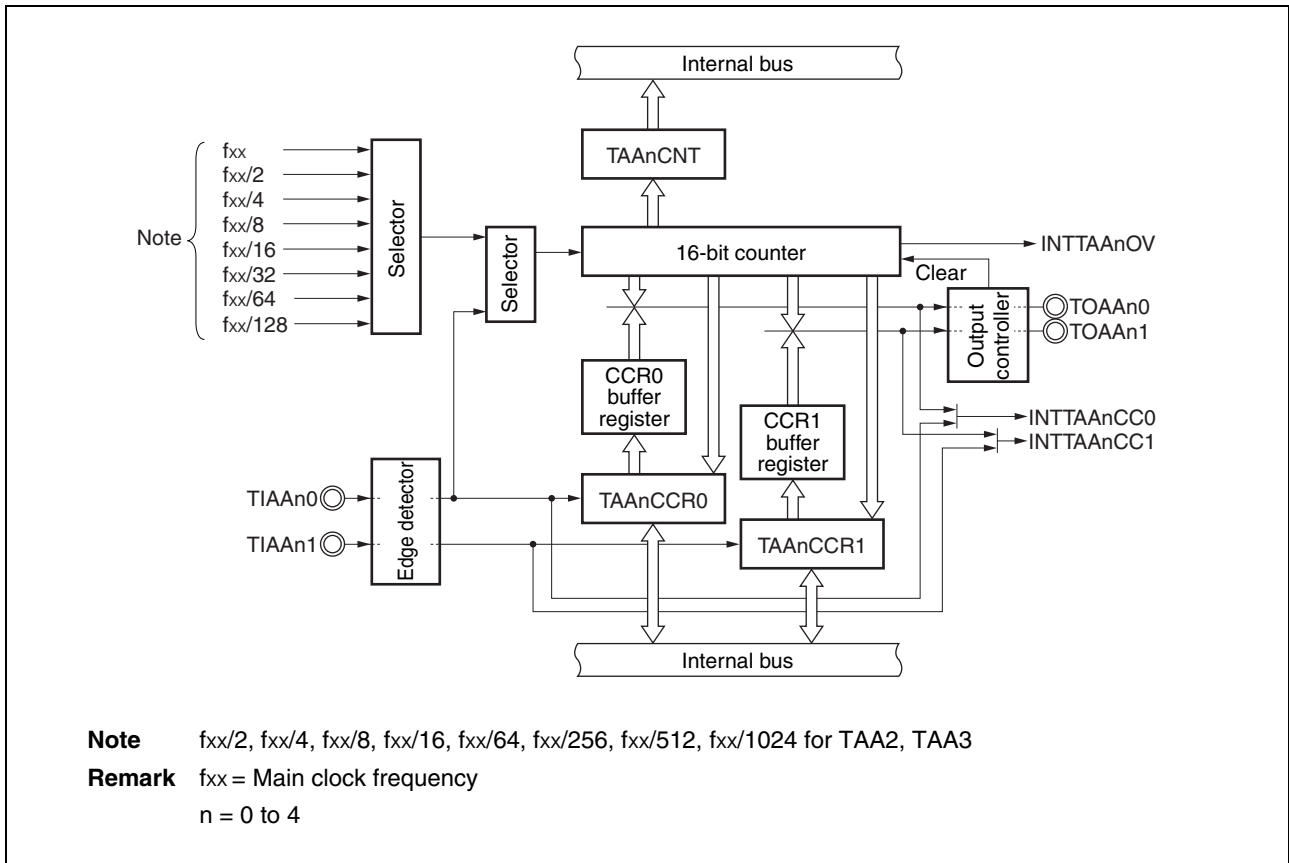 Internal bus
TAAnCNT
Note
fxx
fxx/2
fxx/4
fxx/8
fxx/16
fxx/32
fxx/64
fxx/128
Selector
Selector
16-bit counter
INTTAAnOV
Clear
Output
controller
TOAAn0
TOAAn1
CCR0
buffer
register
CCR1
buffer
register
INTTAAnCC0
INTTAAnCC1
TIAAn0
TIAAn1
Edge detector
TAAnCCR0
TAAnCCR1
Internal bus
Note fxx/2, fxx/4, fxx/8, fxx/16, fxx/64, fxx/256, fxx/512, fxx/1024 for TAA2, TAA3
Remark fxx = Main clock frequency
n = 0 to 4